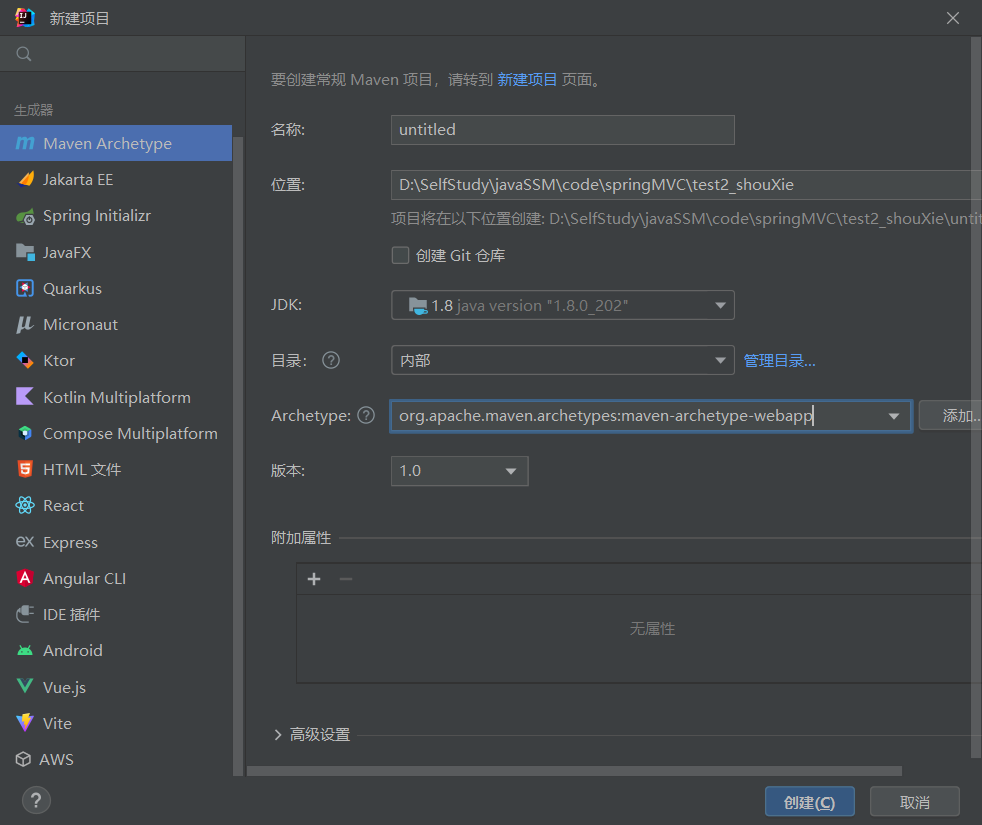 新建项目
要创建常规 Maven 项目，请转到 新建项目 页面。
生成器
Maven Archetype
Jakarta EE
Spring Initializr
JavaFX
Quarkus
Micronaut
Ktor
Kotlin Multiplatform
Compose Multiplatform
HTML 文件
React
Express
Angular CLI
IDE 插件
Android
Vue.js
Vite
AWS
名称:
untitled
位置:
D:\SelfStudy\javaSSM\code\springMVC\test2_shouXie
项目将在以下位置创建: D:\SelfStudy\javaSSM\code\springMVC\test2_shouXie\unti
创建 Git 仓库
JDK:
1.8 java version "1.8.0_202"
目录:
内部
管理目录...
Archetype:
org.apache.maven.archetypes:maven-archetype-webapp
添加...
版本:
1.0
附加属性
无属性
高级设置
创建(C)
取消